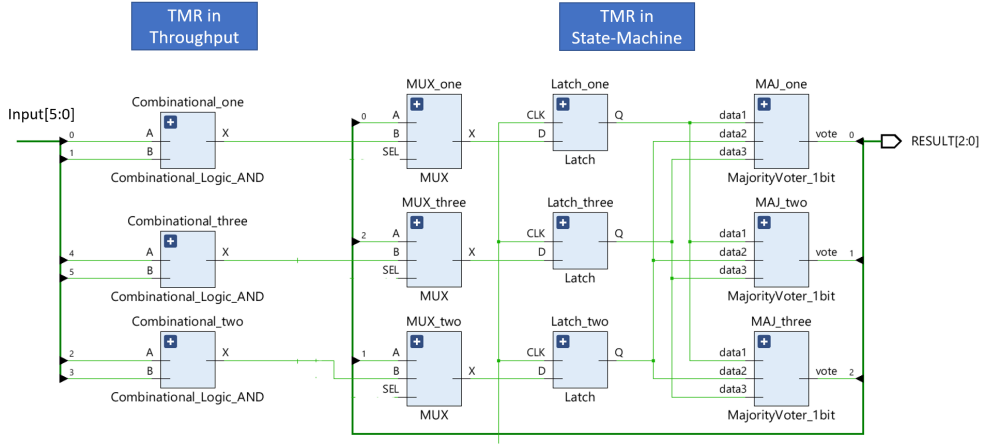 TMR in
Throughput
TMR in
State-Machine
Input[5:0]
Combinational_one
0 A X
1 B
Combinational_Logic_AND
MUX_one
0 A
B X
SEL
MUX
Latch_one
CLK Q
D
Latch
MAJ_one
data1
data2 vote 0
data3
MajorityVoter_1bit
RESULT[2:0]
Combinational_three
4 A X
5 B
Combinational_Logic_AND
MUX_three
2 A
B X
SEL
MUX
Latch_three
CLK Q
D
Latch
MAJ_two
data1
data2 vote 1
data3
MajorityVoter_1bit
Combinational_two
2 A X
3 B
Combinational_Logic_AND
MUX_two
1 A
B X
SEL
MUX
Latch_two
CLK Q
D
Latch
MAJ_three
data1
data2 vote 2
data3
MajorityVoter_1bit